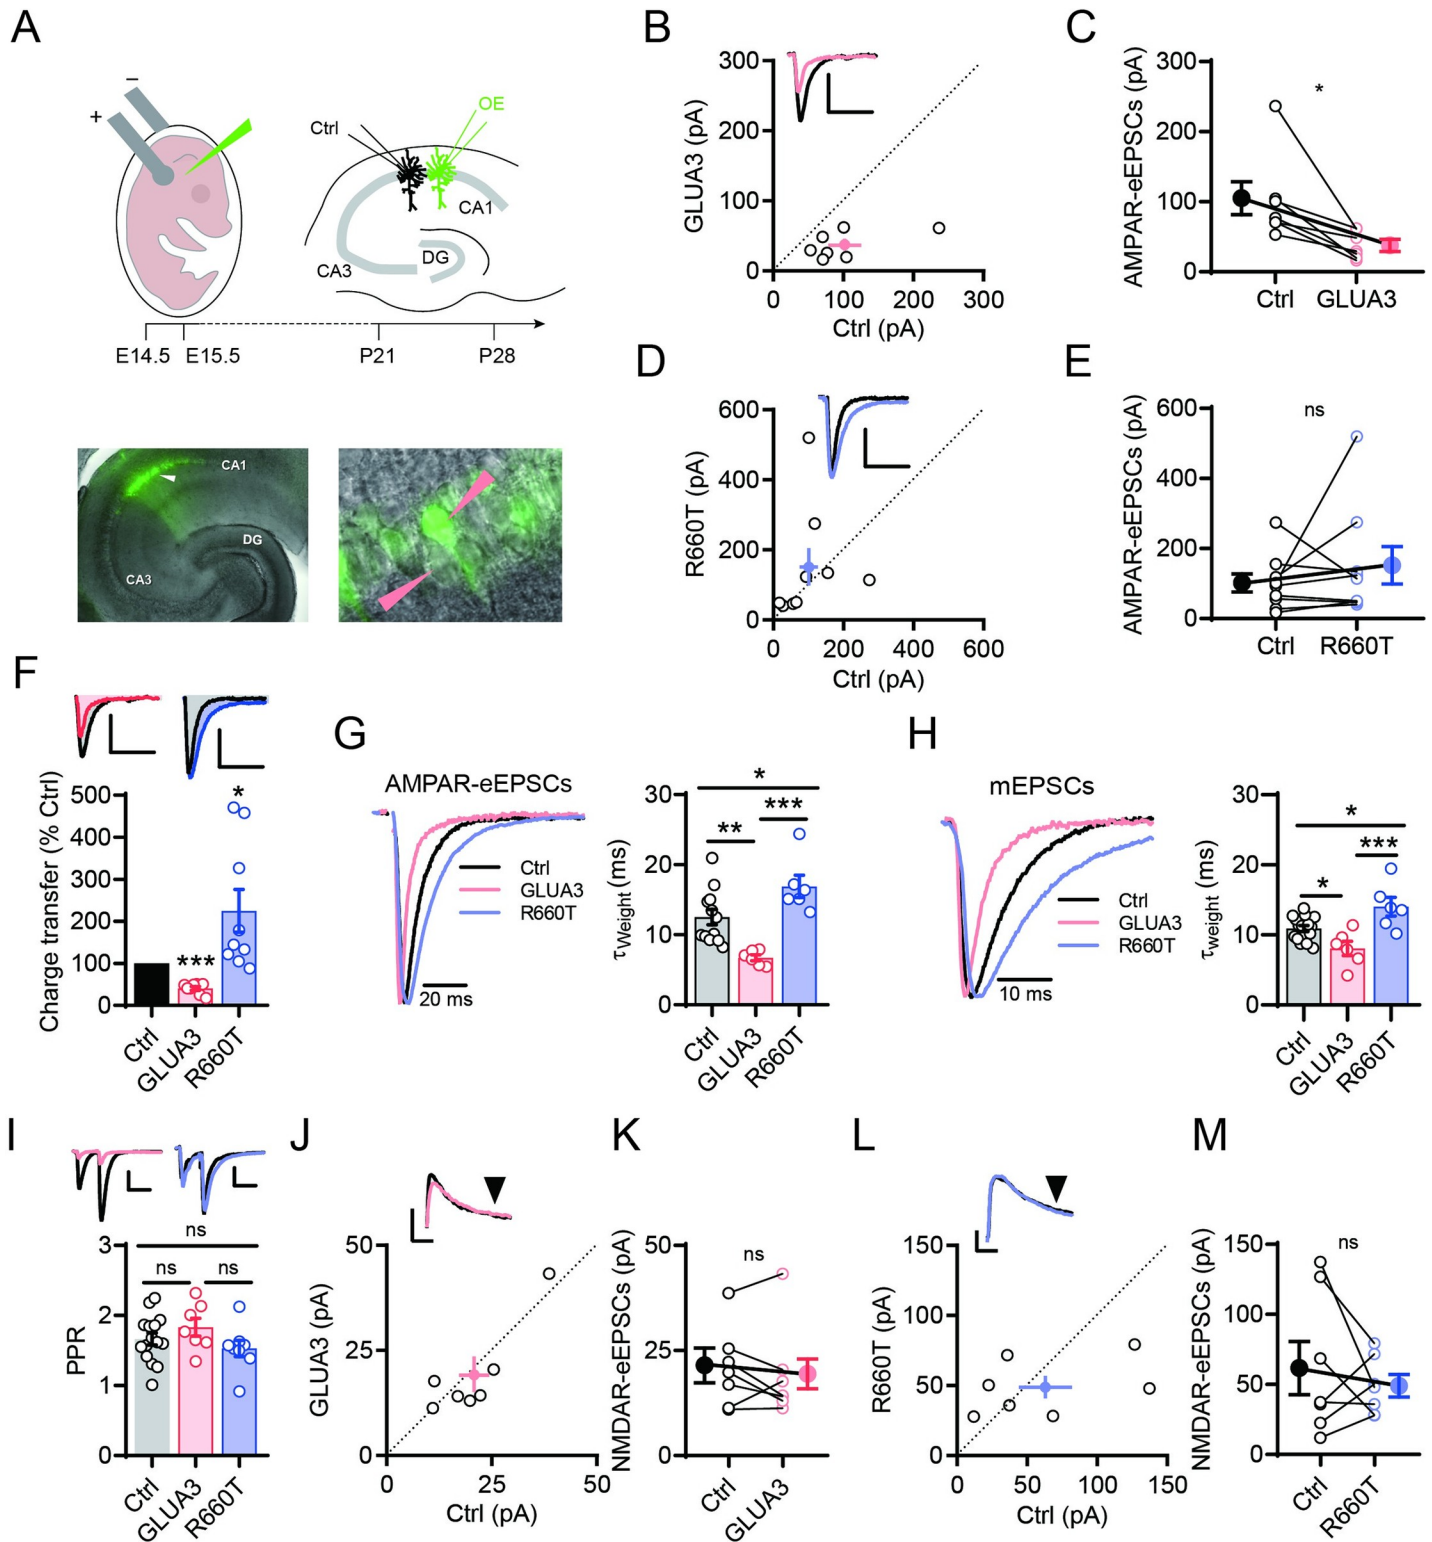 A
−
+
Ctrl
OE
CA1
CA3
DG
E14.5
E15.5
P21
P28
CA1
DG
CA3
B
GLUA3 (pA)
300
200
100
0
0
100
200
300
Ctrl (pA)
C
AMPAR-eEPSCs (pA)
300
200
100
0
*
Ctrl
GLUA3
D
R660T (pA)
600
400
200
0
0
200
400
600
Ctrl (pA)
E
AMPAR-eEPSCs (pA)
600
400
200
0
ns
Ctrl
R660T
F
Charge transfer (% Ctrl)
500
400
300
200
100
0
***
*
Ctrl
GLUA3
R660T
G
AMPAR-eEPSCs
Ctrl
GLUA3
R660T
20 ms
τWeight (ms)
30
20
10
0
*
**
***
Ctrl
GLUA3
R660T
H
mEPSCs
Ctrl
GLUA3
R660T
10 ms
τweight (ms)
30
20
10
0
*
*
***
Ctrl
GLUA3
R660T
I
PPR
3
2
1
0
ns
ns
ns
Ctrl
GLUA3
R660T
J
GLUA3 (pA)
50
25
0
0
25
50
Ctrl (pA)
K
NMDAR-eEPSCs (pA)
50
25
0
ns
Ctrl
GLUA3
L
R660T (pA)
150
100
50
0
0
50
100
150
Ctrl (pA)
M
NMDAR-eEPSCs (pA)
150
100
50
0
ns
Ctrl
R660T